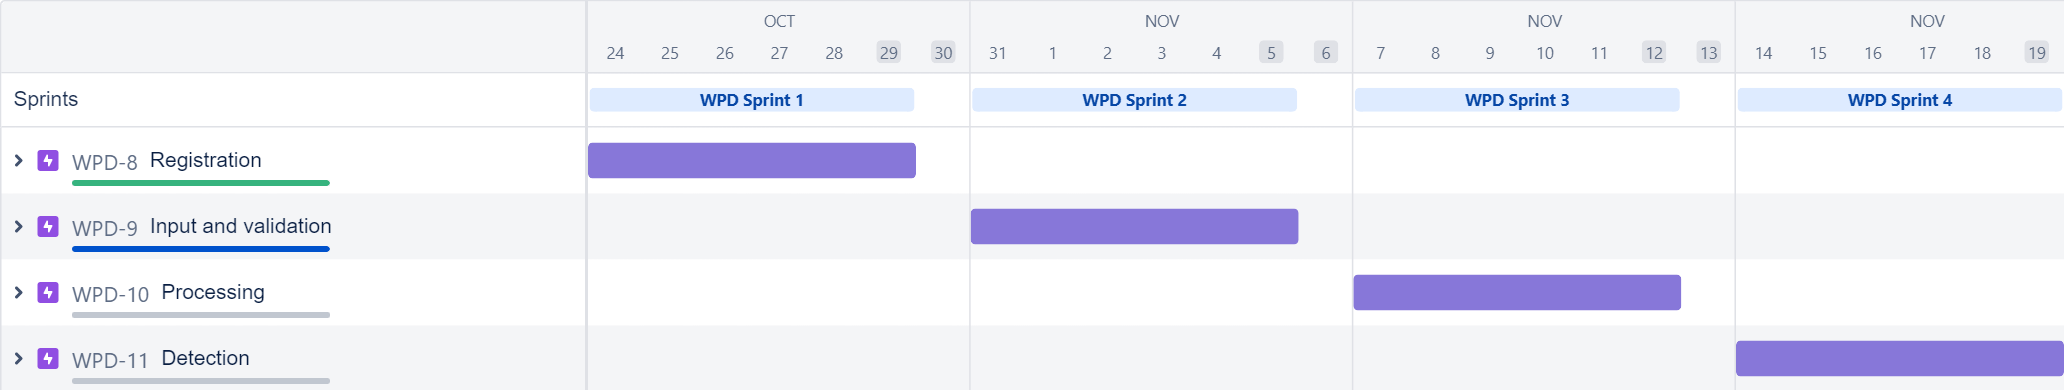 OCT NOV NOV NOV
24 25 26 27 28 29 30 31 1 2 3 4 5 6 7 8 9 10 11 12 13 14 15 16 17 18 19
Sprints WPD Sprint 1 WPD Sprint 2 WPD Sprint 3 WPD Sprint 4
WPD-8 Registration
WPD-9 Input and validation
WPD-10 Processing
WPD-11 Detection